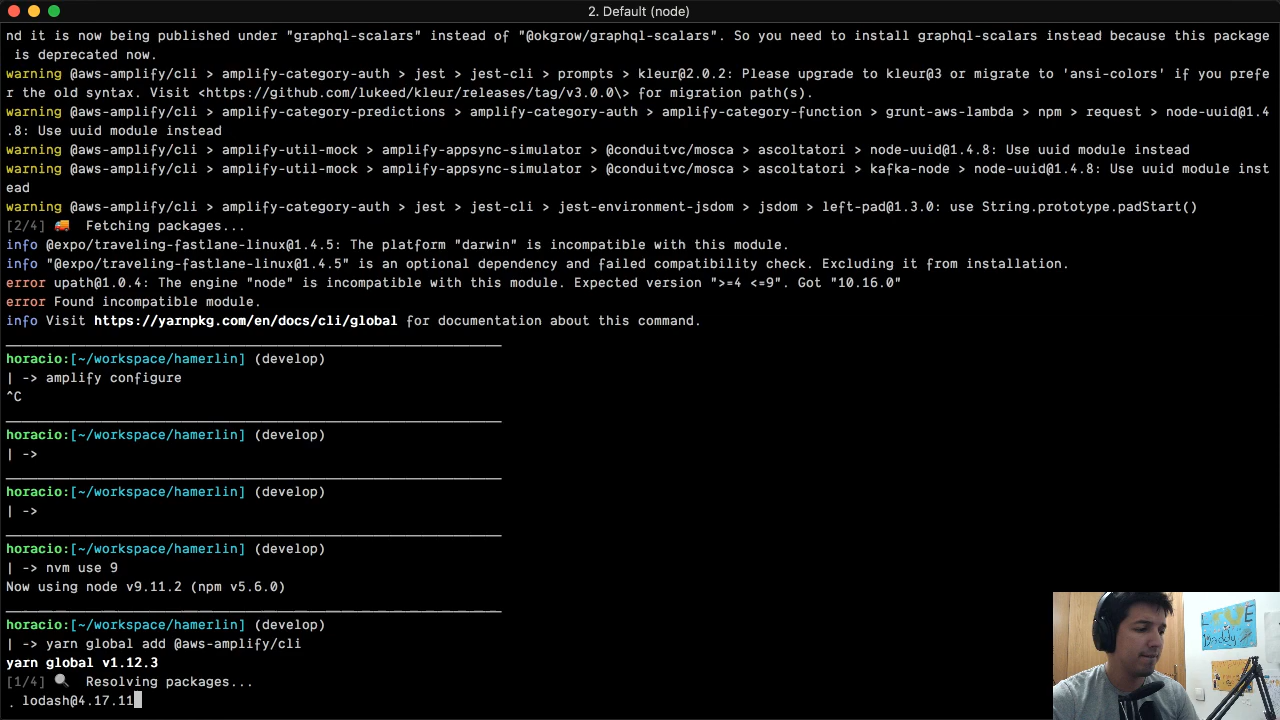 2. Default (node)
nd it is now being published under "graphql-scalars" instead of "@okgrow/graphql-scalars". So you need to install graphql-scalars instead because this package
is deprecated now.
warning @aws-amplify/cli > amplify-category-auth > jest > jest-cli > prompts > kleur@2.0.2: Please upgrade to kleur@3 or migrate to 'ansi-colors' if you prefe
r the old syntax. Visit <https://github.com/lukeed/kleur/releases/tag/v3.0.0\> for migration path(s).
warning @aws-amplify/cli > amplify-category-predictions > amplify-category-auth > amplify-category-function > grunt-aws-lambda > npm > request > node-uuid@1.4
.8: Use uuid module instead
warning @aws-amplify/cli > amplify-util-mock > amplify-appsync-simulator > @conduitvc/mosca > ascoltatori > node-uuid@1.4.8: Use uuid module instead
warning @aws-amplify/cli > amplify-util-mock > amplify-appsync-simulator > @conduitvc/mosca > ascoltatori > kafka-node > node-uuid@1.4.8: Use uuid module inst
ead
warning @aws-amplify/cli > amplify-category-auth > jest > jest-cli > jest-environment-jsdom > jsdom > left-pad@1.3.0: use String.prototype.padStart()
[2/4] 🚚 Fetching packages...
info @expo/traveling-fastlane-linux@1.4.5: The platform "darwin" is incompatible with this module.
info "@expo/traveling-fastlane-linux@1.4.5" is an optional dependency and failed compatibility check. Excluding it from installation.
error upath@1.0.4: The engine "node" is incompatible with this module. Expected version ">=4 <=9". Got "10.16.0"
error Found incompatible module.
info Visit https://yarnpkg.com/en/docs/cli/global for documentation about this command.
horacio:[~/workspace/hamerlin] (develop)
| -> amplify configure
^C
horacio:[~/workspace/hamerlin] (develop)
| ->
horacio:[~/workspace/hamerlin] (develop)
| ->
horacio:[~/workspace/hamerlin] (develop)
| -> nvm use 9
Now using node v9.11.2 (npm v5.6.0)
horacio:[~/workspace/hamerlin] (develop)
| -> yarn global add @aws-amplify/cli
yarn global v1.12.3
[1/4] 🔍 Resolving packages...
. lodash@4.17.11